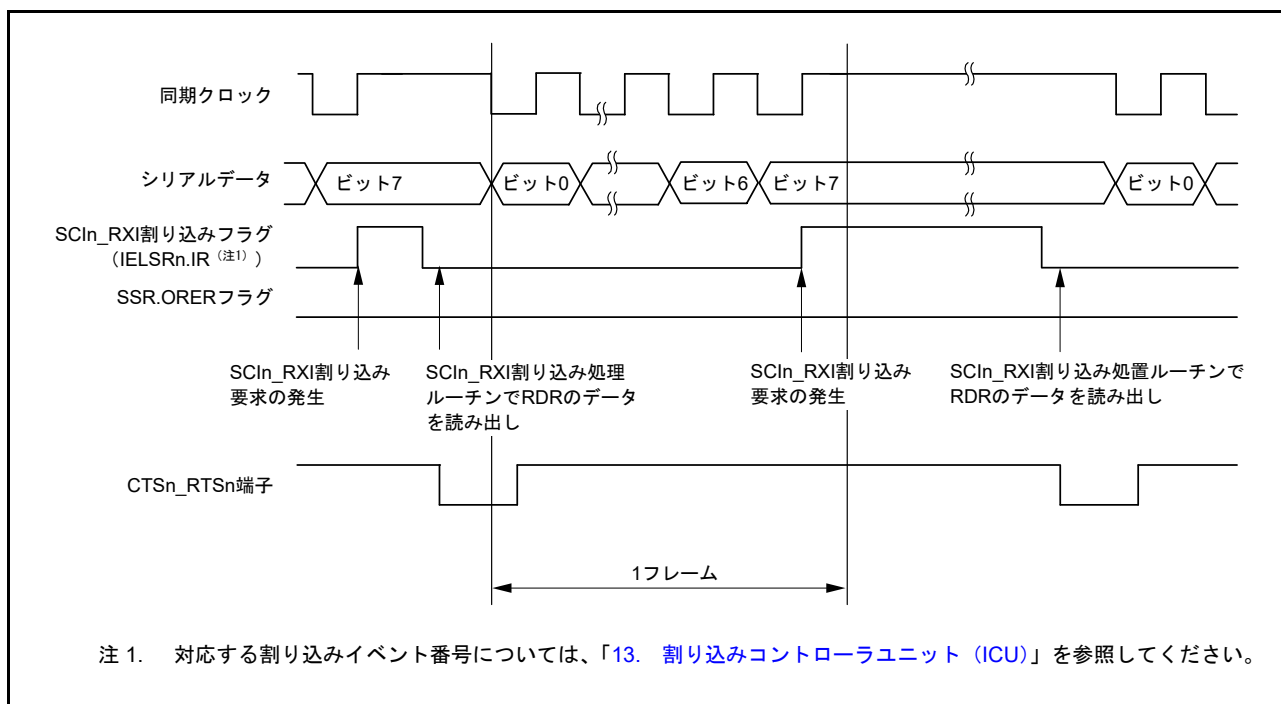 同期クロック
シリアルデータ
ビット7
ビット0
ビット6
ビット7
ビット0
SCIn_RXI割り込みフラグ
（IELSRn.IR（注1））
SSR.ORERフラグ
SCIn_RXI割り込み
要求の発生
SCIn_RXI割り込み処理
ルーチンでRDRのデータ
を読み出し
SCIn_RXI割り込み
要求の発生
SCIn_RXI割り込み処置ルーチンで
RDRのデータを読み出し
CTSn_RTSn端子
1フレーム
注 1. 対応する割り込みイベント番号については、「13. 割り込みコントローラユニット（ICU）」を参照してください。